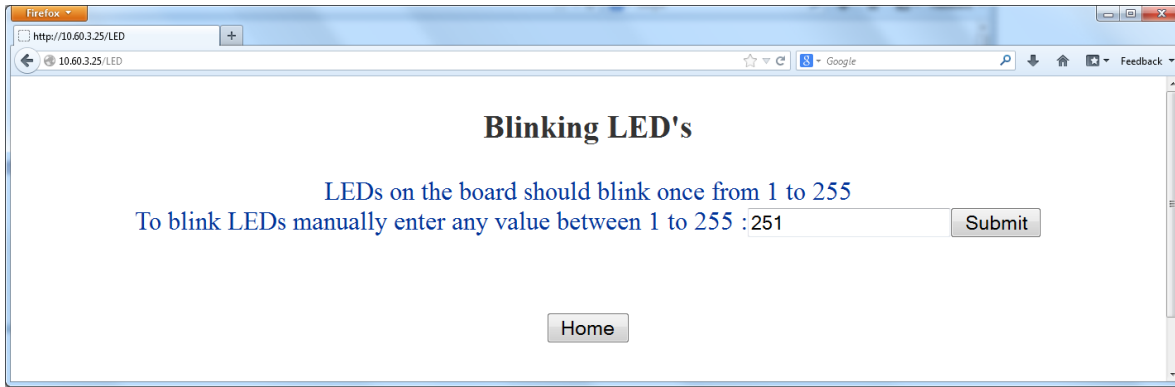 Firefox
http://10.60.3.25/LED
10.60.3.25/LED
Google
Feedback
Blinking LED's
LEDs on the board should blink once from 1 to 255
To blink LEDs manually enter any value between 1 to 255 : 251 Submit
Home